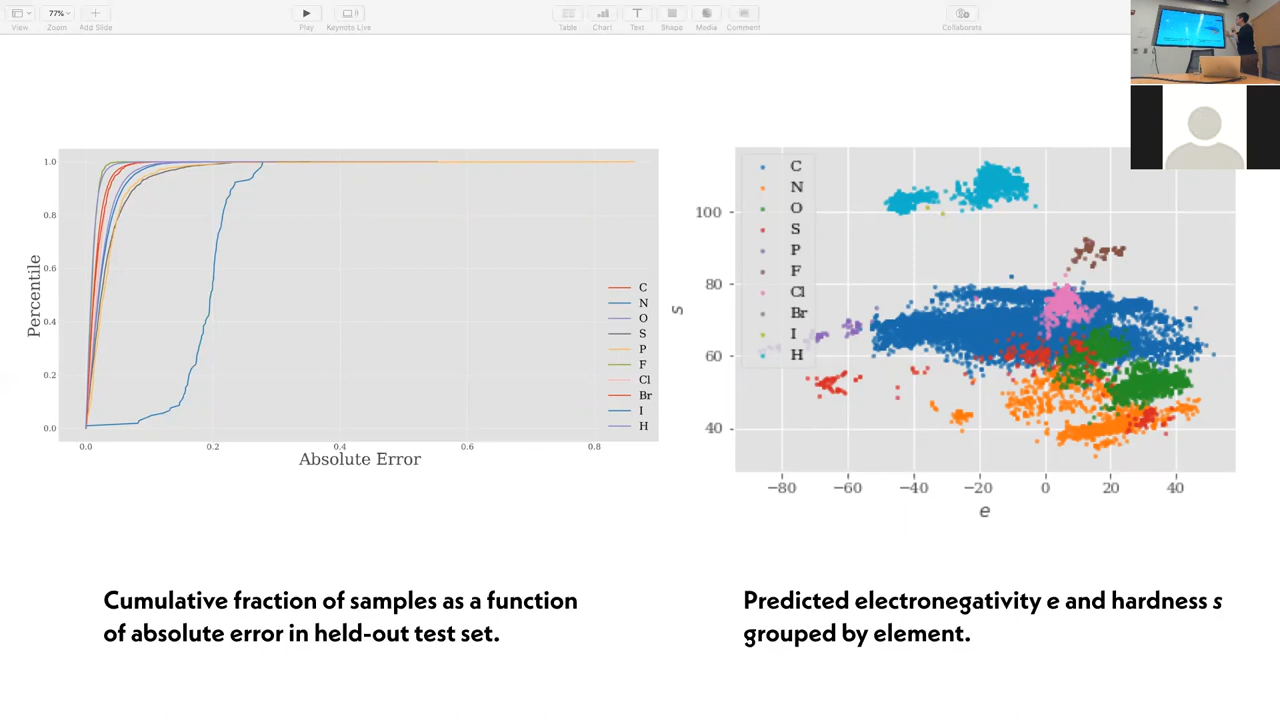 77%
View
Zoom
Add Slide
Play
Keynote Live
Table
Chart
Text
Shape
Media
Comment
Collaborate
1.0
0.8
0.6
0.4
0.2
0.0
Percentile
0.0
0.2
0.4
0.6
0.8
Absolute Error
C
N
O
S
P
F
Cl
Br
I
H
100
80
60
40
s
C
N
O
S
P
F
Cl
Br
I
H
−80
−60
−40
−20
0
20
40
e
Cumulative fraction of samples as a function
of absolute error in held-out test set.
Predicted electronegativity e and hardness s
grouped by element.